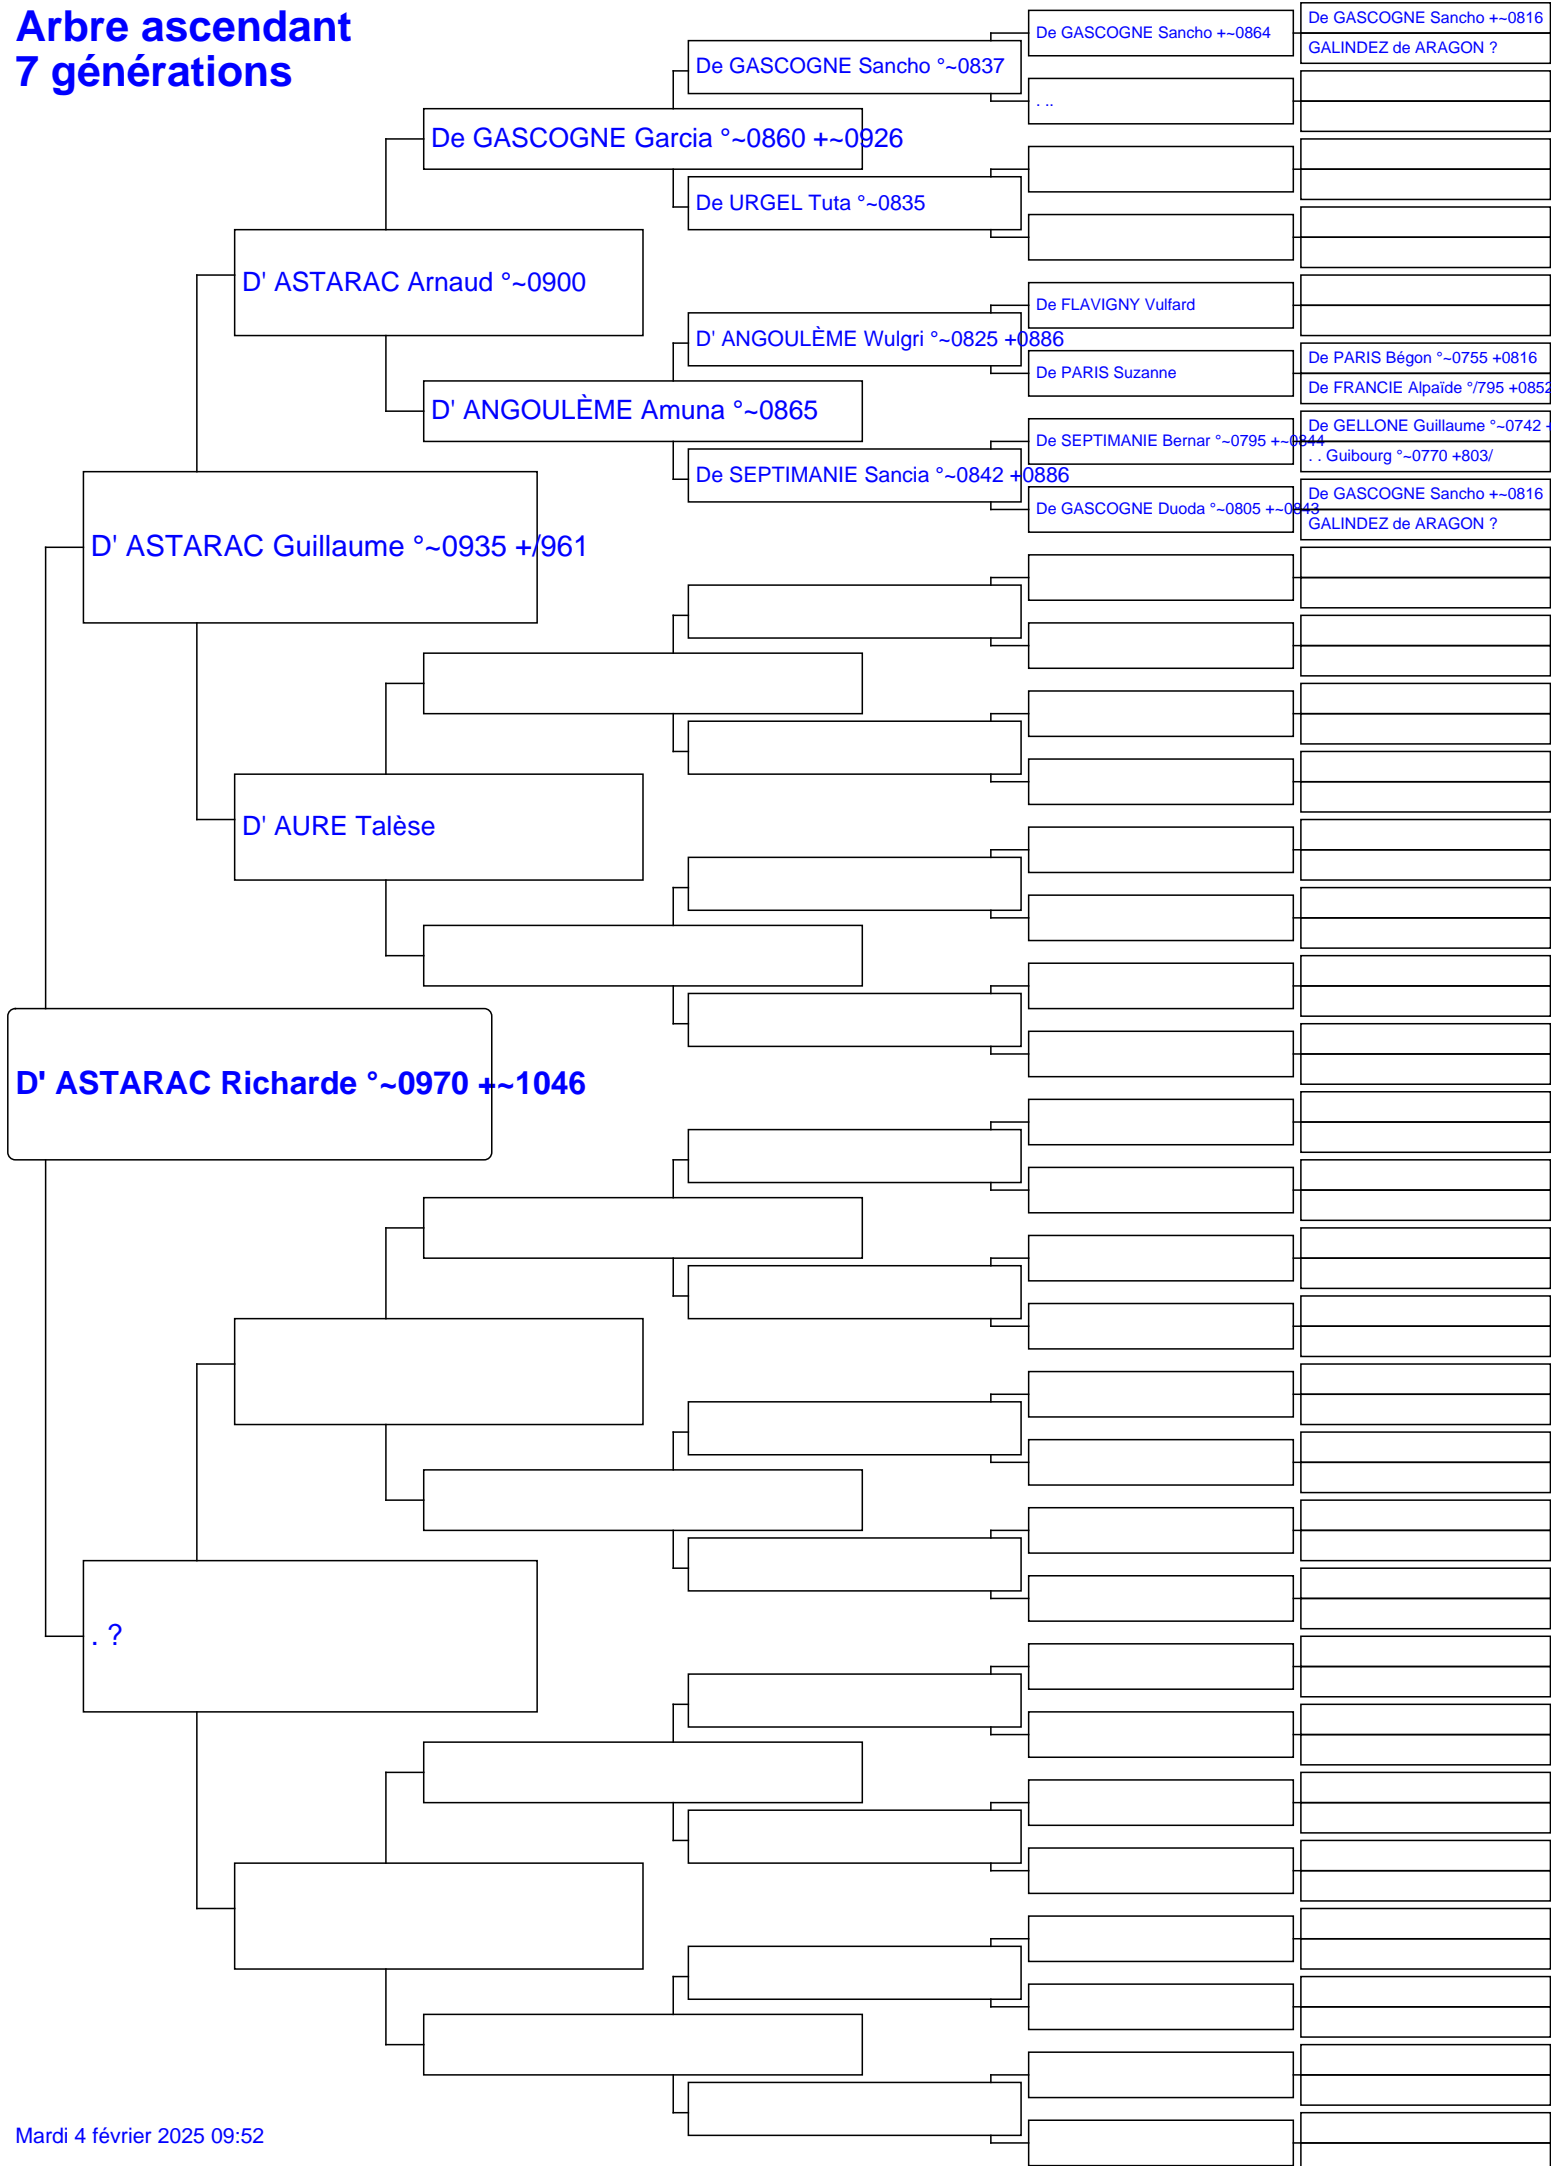 Arbre ascendant
7 générations
De GASCOGNE Sancho +~0816
De GASCOGNE Sancho +~0864
GALINDEZ de ARAGON ?
De GASCOGNE Sancho °~0837
. ..
De GASCOGNE Garcia °~0860 +~0926
De URGEL Tuta °~0835
D' ASTARAC Arnaud °~0900
De FLAVIGNY Vulfard
D' ANGOULÈME Wulgri °~0825 +0886
De PARIS Bégon °~0755 +0816
De PARIS Suzanne
De FRANCIE Alpaïde °/795 +0852
D' ANGOULÈME Amuna °~0865
De GELLONE Guillaume °~0742 +
De SEPTIMANIE Bernar °~0795 +~0844
. . Guibourg °~0770 +803/
De SEPTIMANIE Sancia °~0842 +0886
De GASCOGNE Sancho +~0816
De GASCOGNE Duoda °~0805 +~0843
GALINDEZ de ARAGON ?
D' ASTARAC Guillaume °~0935 +/961
D' AURE Talèse
D' ASTARAC Richarde °~0970 +~1046
. ?
Mardi 4 février 2025 09:52